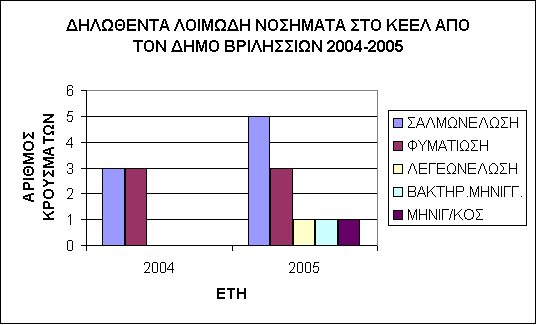 ΔΗΛΩΘΕΝΤΑ ΛΟΙΜΩΔΗ ΝΟΣΗΜΑΤΑ ΣΤΟ ΚΕΕΛ ΑΠΟ
ΤΟΝ ΔΗΜΟ ΒΡΙΛΗΣΣΙΩΝ 2004-2005
ΑΡΙΘΜΟΣ
ΚΡΟΥΣΜΑΤΩΝ
6
5
4
3
2
1
0
2004
2005
ΕΤΗ
ΣΑΛΜΩΝΕΛΩΣΗ
ΦΥΜΑΤΙΩΣΗ
ΛΕΓΕΩΝΕΛΩΣΗ
ΒΑΚΤΗΡ.ΜΗΝΙΓΓ.
ΜΗΝΙΓ/ΚΟΣ